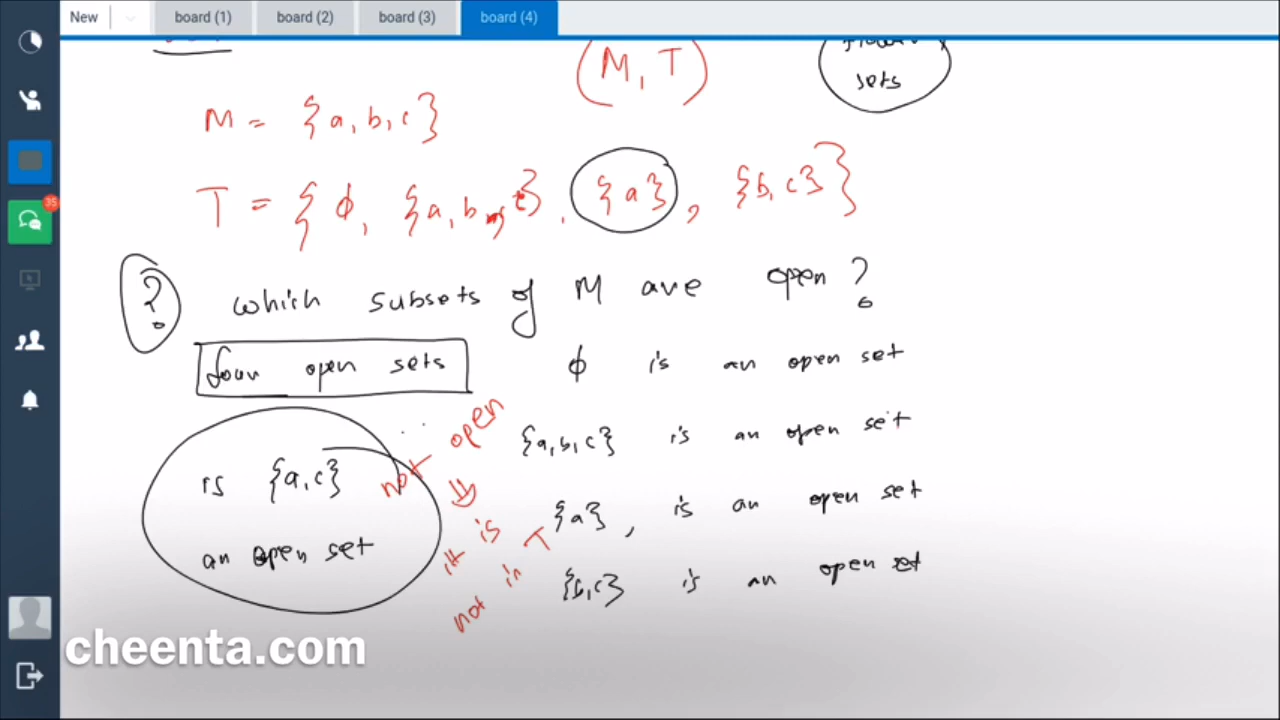 New board (1) board (2) board (3) board (4)
(M, T)
sets
M = {a, b, c}
35
T = { ϕ, {a, b, c}, {a}, {b, c} }
? which subsets of M are open ?
four open sets
ϕ is an open set
{a, b, c} is an open set
is {a, c}
an open set
not open
⇓
it is
not in T
{a}, is an open set
{b, c} is an open set
cheenta.com